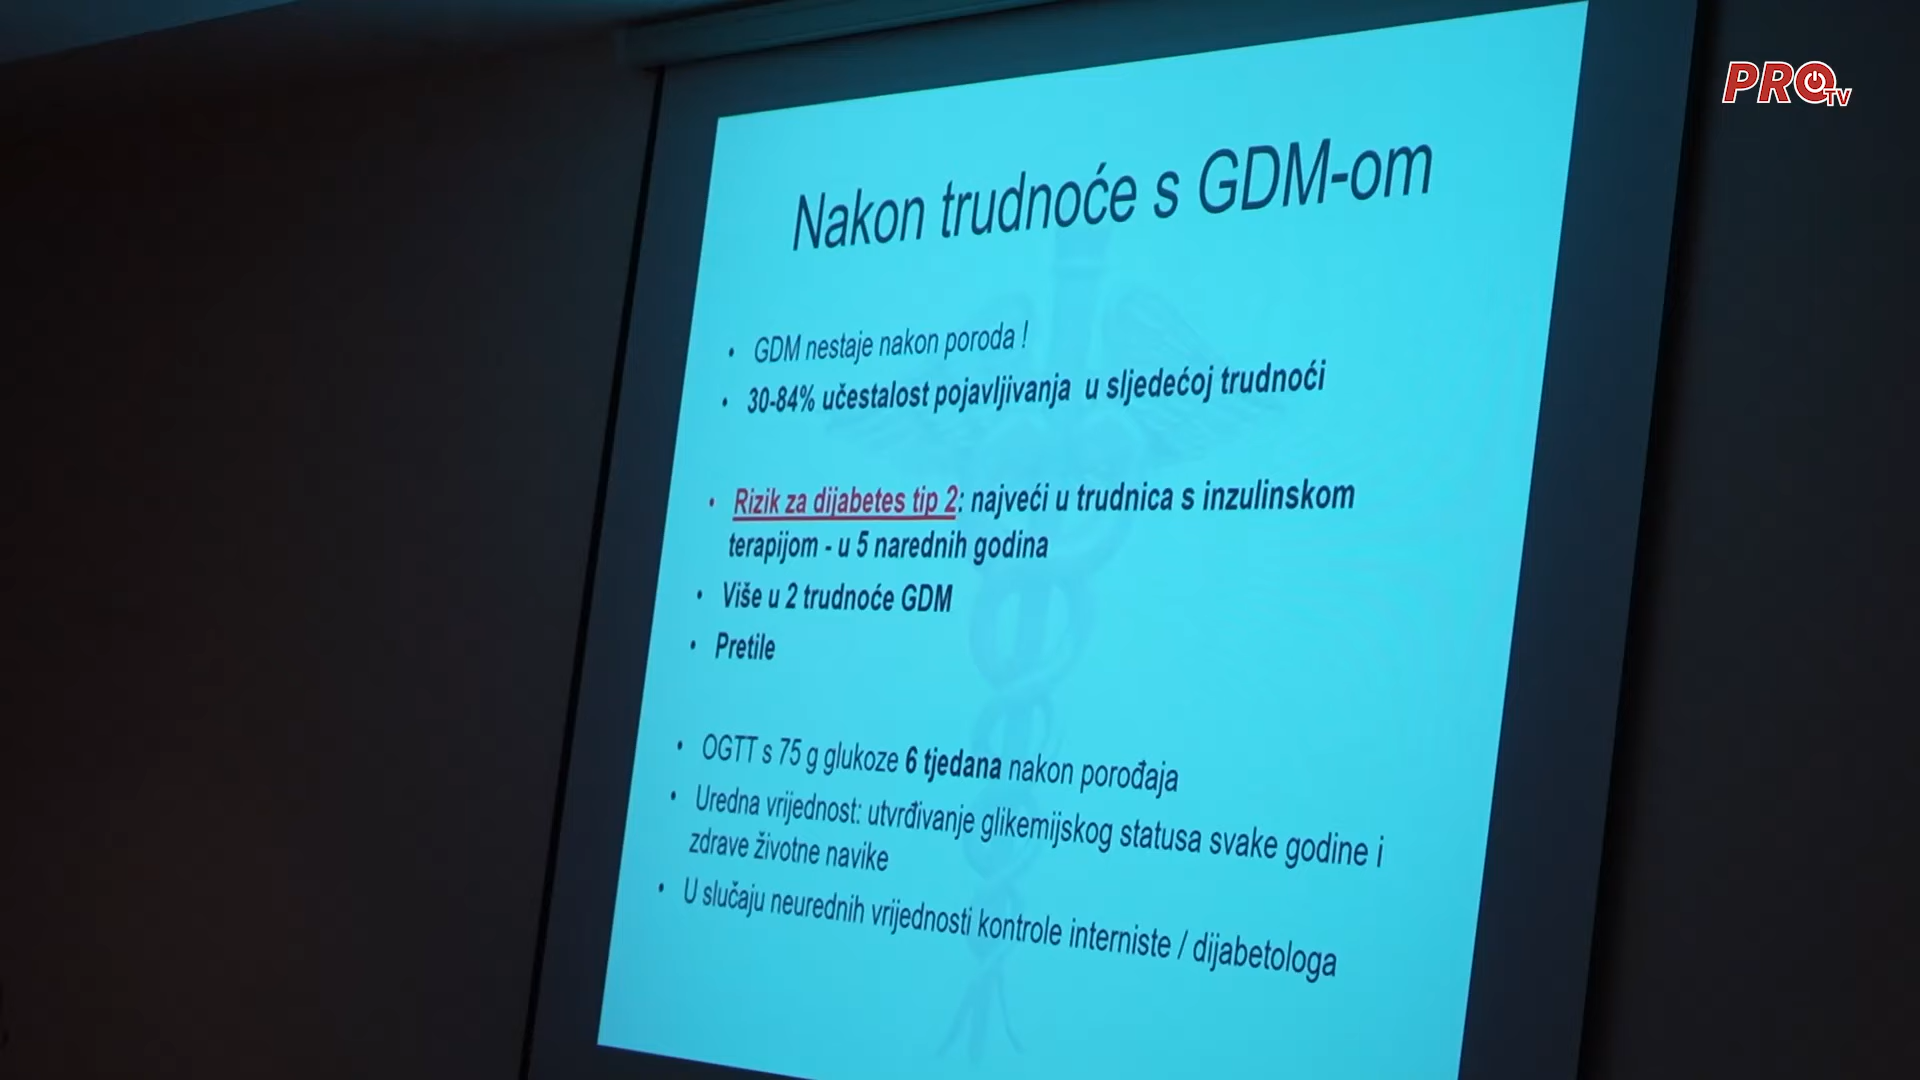 PRO TV
Nakon trudnoće s GDM-om
• GDM nestaje nakon poroda !
• 30-84% učestalost pojavljivanja u sljedećoj trudnoći
• Rizik za dijabetes tip 2: najveći u trudnica s inzulinskom
terapijom - u 5 narednih godina
• Više u 2 trudnoće GDM
• Pretile
• OGTT s 75 g glukoze 6 tjedana nakon porođaja
• Uredna vrijednost: utvrđivanje glikemijskog statusa svake godine i
zdrave životne navike
• U slučaju neurednih vrijednosti kontrole interniste / dijabetologa